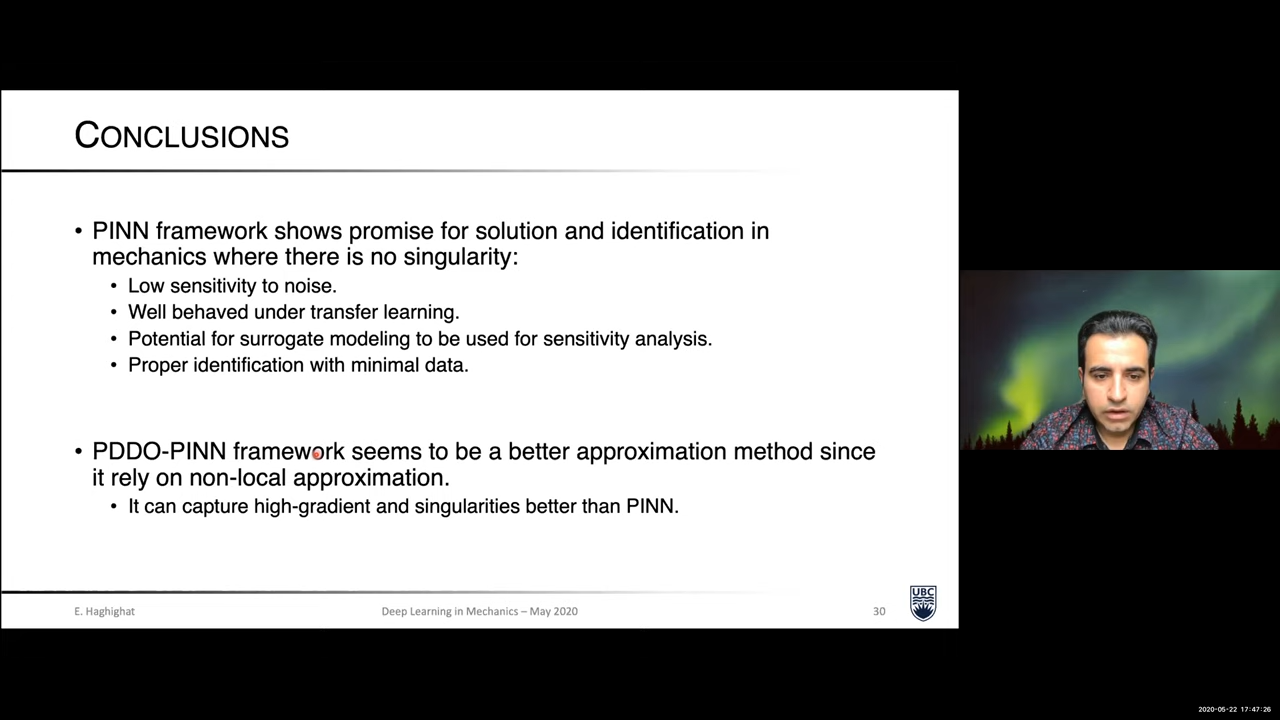 CONCLUSIONS
• PINN framework shows promise for solution and identification in
mechanics where there is no singularity:
• Low sensitivity to noise.
• Well behaved under transfer learning.
• Potential for surrogate modeling to be used for sensitivity analysis.
• Proper identification with minimal data.
• PDDO-PINN framework seems to be a better approximation method since
it rely on non-local approximation.
• It can capture high-gradient and singularities better than PINN.
E. Haghighat
Deep Learning in Mechanics – May 2020
30
UBC
2020-05-22 17:47:26